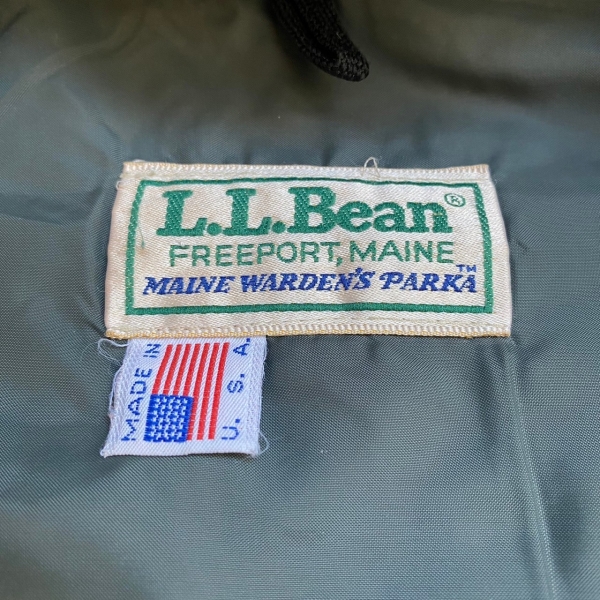 L.L.Bean®
FREEPORT, MAINE
MAINE WARDEN'S PARKA™
MADE IN
U.S.A.